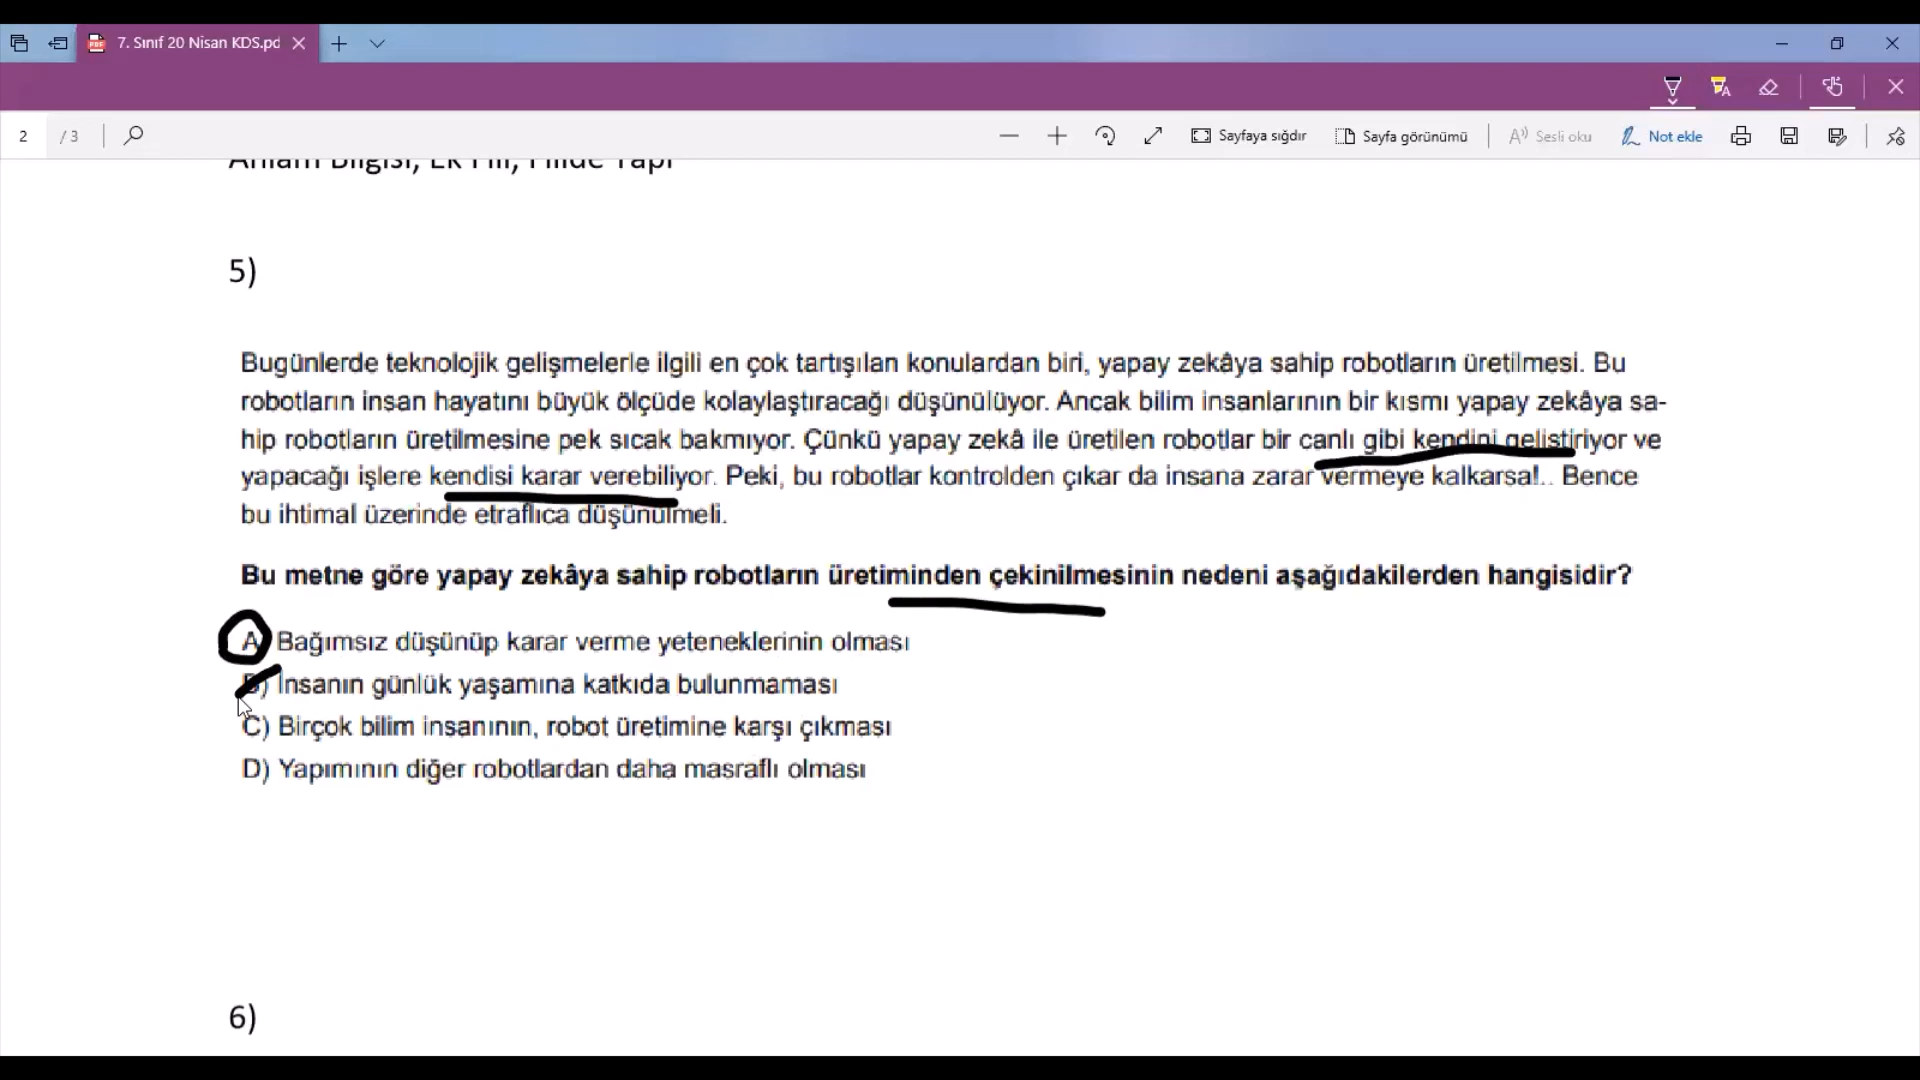 7. Sınıf 20 Nisan KDS.pd
2 / 3
Sayfaya sığdır
Sayfa görünümü
Sesli oku
Not ekle
Anlam Bilgisi, Ek Fiil, Fiilde Yapı
5)
Bugünlerde teknolojik gelişmelerle ilgili en çok tartışılan konulardan biri, yapay zekâya sahip robotların üretilmesi. Bu
robotların insan hayatını büyük ölçüde kolaylaştıracağı düşünülüyor. Ancak bilim insanlarının bir kısmı yapay zekâya sa-
hip robotların üretilmesine pek sıcak bakmıyor. Çünkü yapay zekâ ile üretilen robotlar bir canlı gibi kendini geliştiriyor ve
yapacağı işlere kendisi karar verebiliyor. Peki, bu robotlar kontrolden çıkar da insana zarar vermeye kalkarsa!.. Bence
bu ihtimal üzerinde etraflıca düşünülmeli.
Bu metne göre yapay zekâya sahip robotların üretiminden çekinilmesinin nedeni aşağıdakilerden hangisidir?
A) Bağımsız düşünüp karar verme yeteneklerinin olması
B) İnsanın günlük yaşamına katkıda bulunmaması
C) Birçok bilim insanının, robot üretimine karşı çıkması
D) Yapımının diğer robotlardan daha masraflı olması
6)